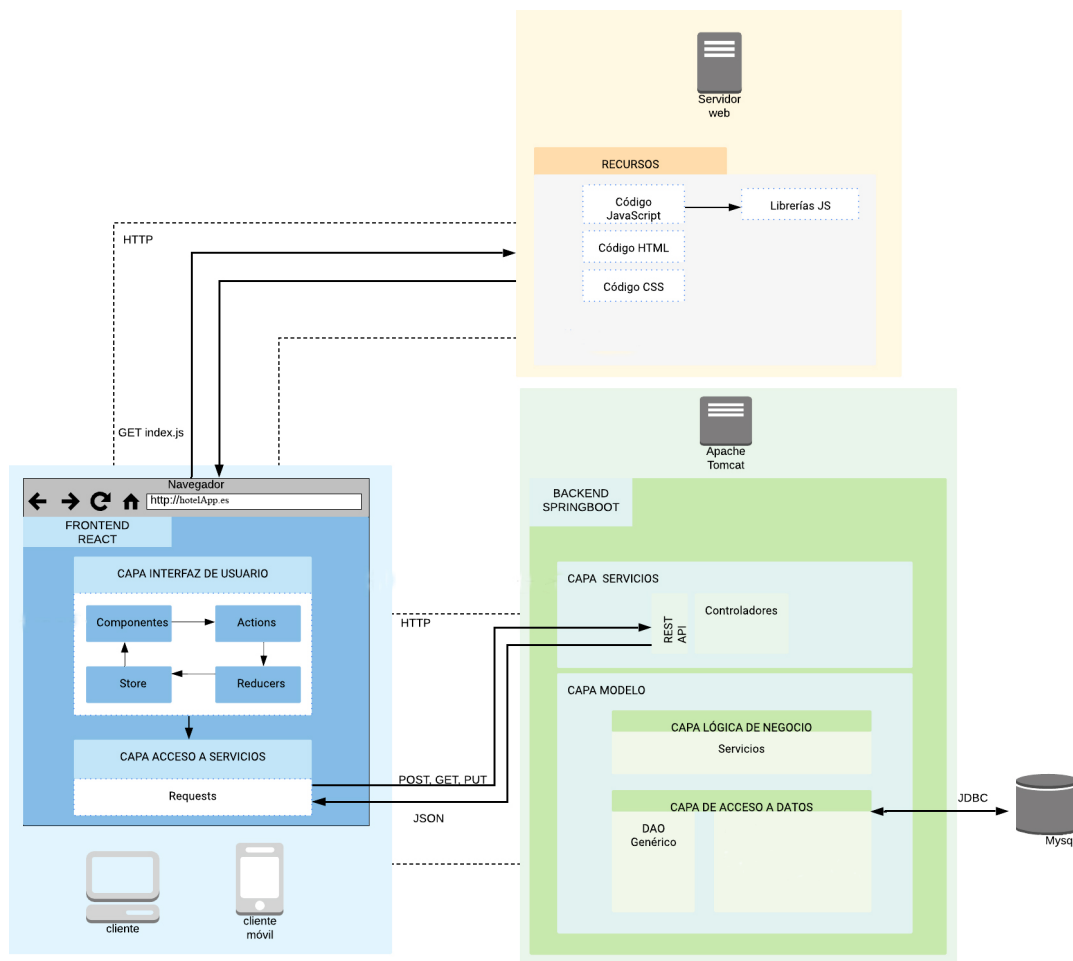 Servidor
web
RECURSOS
Código
JavaScript
Librerías JS
Código HTML
Código CSS
HTTP
GET index.js
Navegador
http://hotelApp.es
FRONTEND
REACT
CAPA INTERFAZ DE USUARIO
Componentes
Actions
Store
Reducers
CAPA ACCESO A SERVICIOS
Requests
cliente
cliente
móvil
HTTP
POST, GET, PUT
JSON
Apache
Tomcat
BACKEND
SPRINGBOOT
CAPA SERVICIOS
REST
API
Controladores
CAPA MODELO
CAPA LÓGICA DE NEGOCIO
Servicios
CAPA DE ACCESO A DATOS
DAO
Genérico
JDBC
Mysq